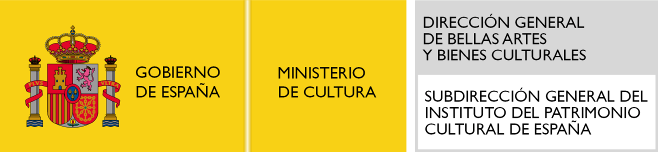 GOBIERNO
DE ESPAÑA
MINISTERIO
DE CULTURA
DIRECCIÓN GENERAL
DE BELLAS ARTES
Y BIENES CULTURALES
SUBDIRECCIÓN GENERAL DEL
INSTITUTO DEL PATRIMONIO
CULTURAL DE ESPAÑA